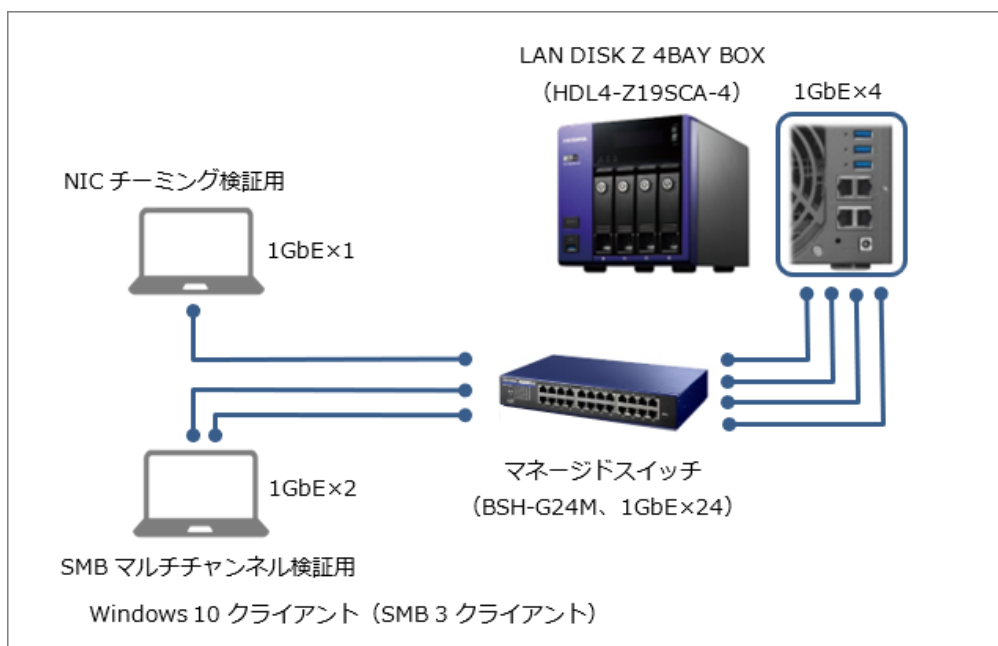 LAN DISK Z 4BAY BOX
（HDL4-Z19SCA-4）
1GbE×4
NIC チーミング検証用
1GbE×1
マネージドスイッチ
（BSH-G24M、1GbE×24）
1GbE×2
SMB マルチチャンネル検証用
Windows 10 クライアント（SMB 3 クライアント）